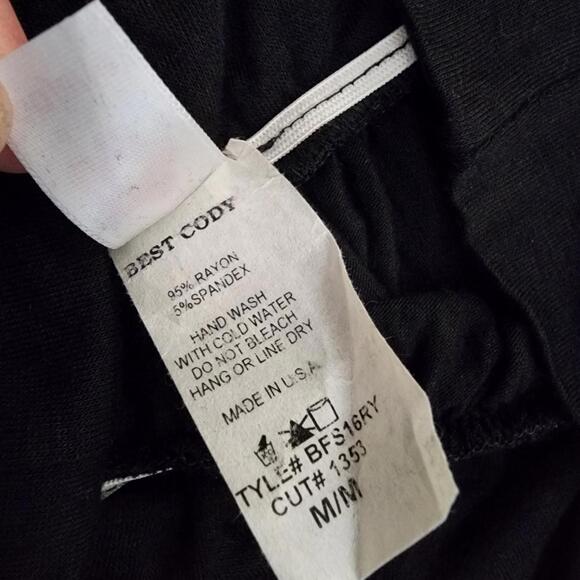 BEST CODY
95% RAYON
5%SPANDEX
HAND WASH
WITH COLD WATER
DO NOT BLEACH
HANG OR LINE DRY
MADE IN U.S.A
TYLE# BFS16RY
CUT# 1353
M/M